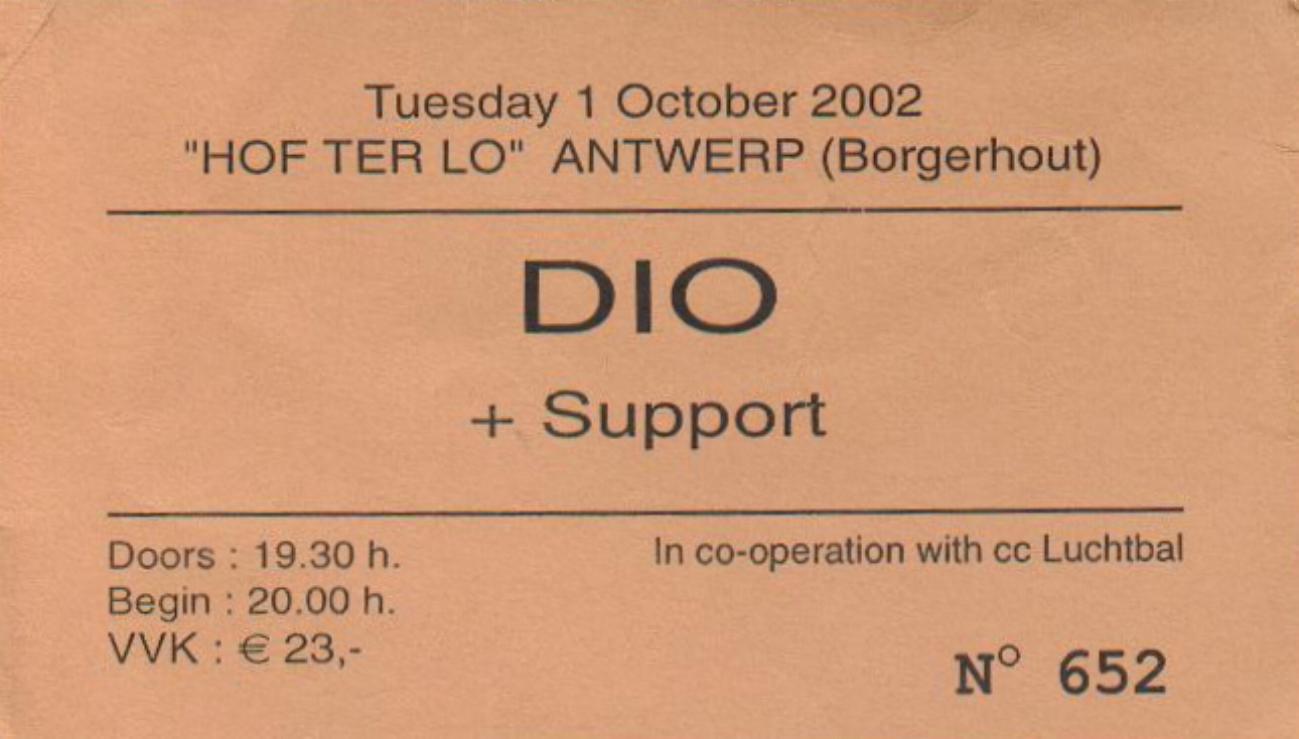 Tuesday 1 October 2002
"HOF TER LO" ANTWERP (Borgerhout)
DIO
+ Support
Doors : 19.30 h.
In co-operation with cc Luchtbal
Begin : 20.00 h.
VVK : € 23,-
N° 652